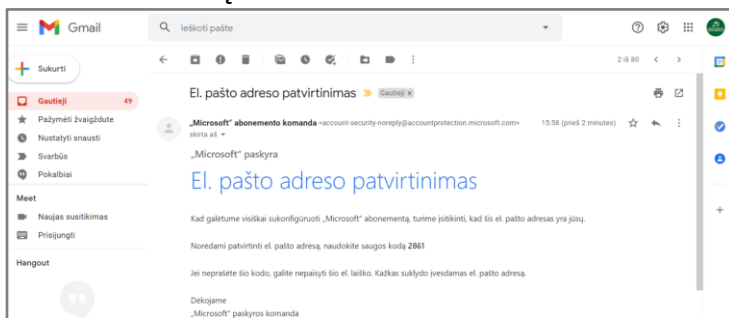 Gmail
Ieškoti pašte
Sukurti
2 iš 80
Gautieji 49
Pažymėti žvaigždute
Nustatyti snausti
Svarbūs
Pokalbiai
Meet
Naujas susitikimas
Prisijungti
Hangout
El. pašto adreso patvirtinimas Gautieji x
„Microsoft" abonemento komanda <account-security-noreply@accountprotection.microsoft.com> 15:58 (prieš 2 minutes)
skirta aš
„Microsoft" paskyra
El. pašto adreso patvirtinimas
Kad galėtume visiškai sukonfigūruoti „Microsoft" abonementą, turime įsitikinti, kad šis el. pašto adresas yra jūsų.
Norėdami patvirtinti el. pašto adresą, naudokite saugos kodą 2861
Jei neprašėte šio kodo, galite nepaisyti šio el. laiško. Kažkas suklydo įvesdamas el. pašto adresą.
Dėkojame
„Microsoft" paskyros komanda